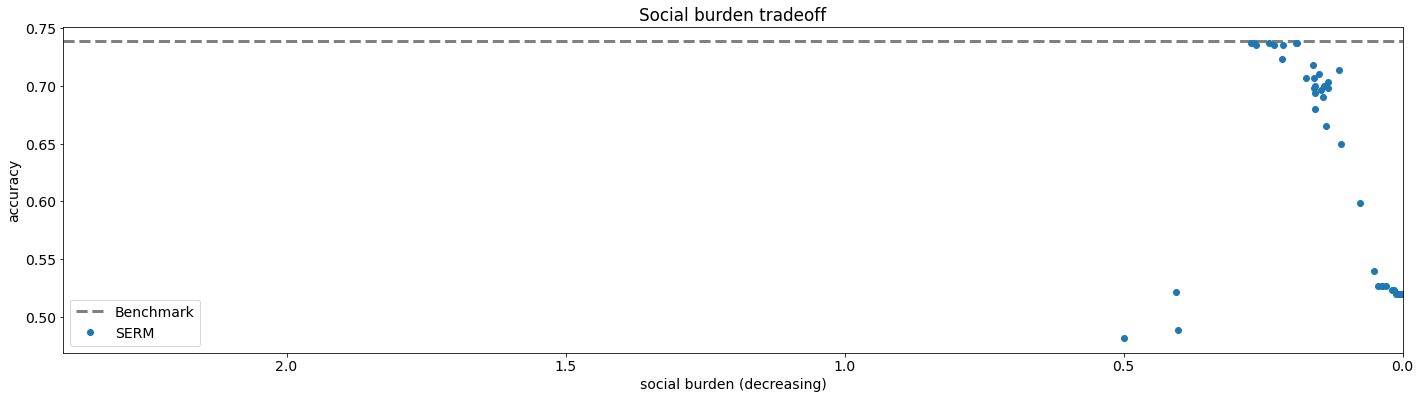 Social burden tradeoff
accuracy
0.75
0.70
0.65
0.60
0.55
0.50
Benchmark
SERM
2.0
1.5
1.0
0.5
0.0
social burden (decreasing)